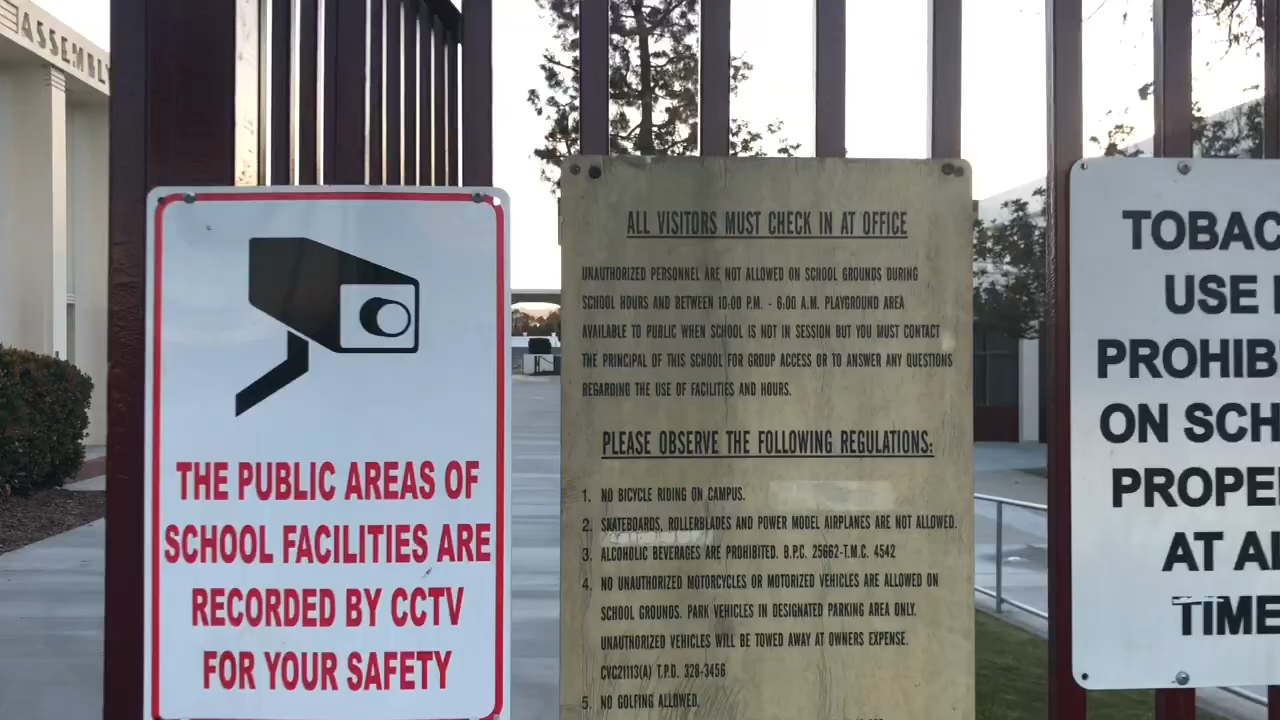 ASSEMBL
THE PUBLIC AREAS OF
SCHOOL FACILITIES ARE
RECORDED BY CCTV
FOR YOUR SAFETY
ALL VISITORS MUST CHECK IN AT OFFICE
UNAUTHORIZED PERSONNEL ARE NOT ALLOWED ON SCHOOL GROUNDS DURING
SCHOOL HOURS AND BETWEEN 10:00 P.M. - 6:00 A.M. PLAYGROUND AREA
AVAILABLE TO PUBLIC WHEN SCHOOL IS NOT IN SESSION BUT YOU MUST CONTACT
THE PRINCIPAL OF THIS SCHOOL FOR GROUP ACCESS OR TO ANSWER ANY QUESTIONS
REGARDING THE USE OF FACILITIES AND HOURS.
PLEASE OBSERVE THE FOLLOWING REGULATIONS:
1. NO BICYCLE RIDING ON CAMPUS.
2. SKATEBOARDS, ROLLERBLADES AND POWER MODEL AIRPLANES ARE NOT ALLOWED.
3. ALCOHOLIC BEVERAGES ARE PROHIBITED. B.P.C. 25662-T.M.C. 4542
4. NO UNAUTHORIZED MOTORCYCLES OR MOTORIZED VEHICLES ARE ALLOWED ON
SCHOOL GROUNDS. PARK VEHICLES IN DESIGNATED PARKING AREA ONLY.
UNAUTHORIZED VEHICLES WILL BE TOWED AWAY AT OWNERS EXPENSE.
CVC21113(A) T.P.D. 328-3456
5. NO GOLFING ALLOWED.
TOBAC
USE
PROHIB
ON SCH
PROPE
AT A
TIME